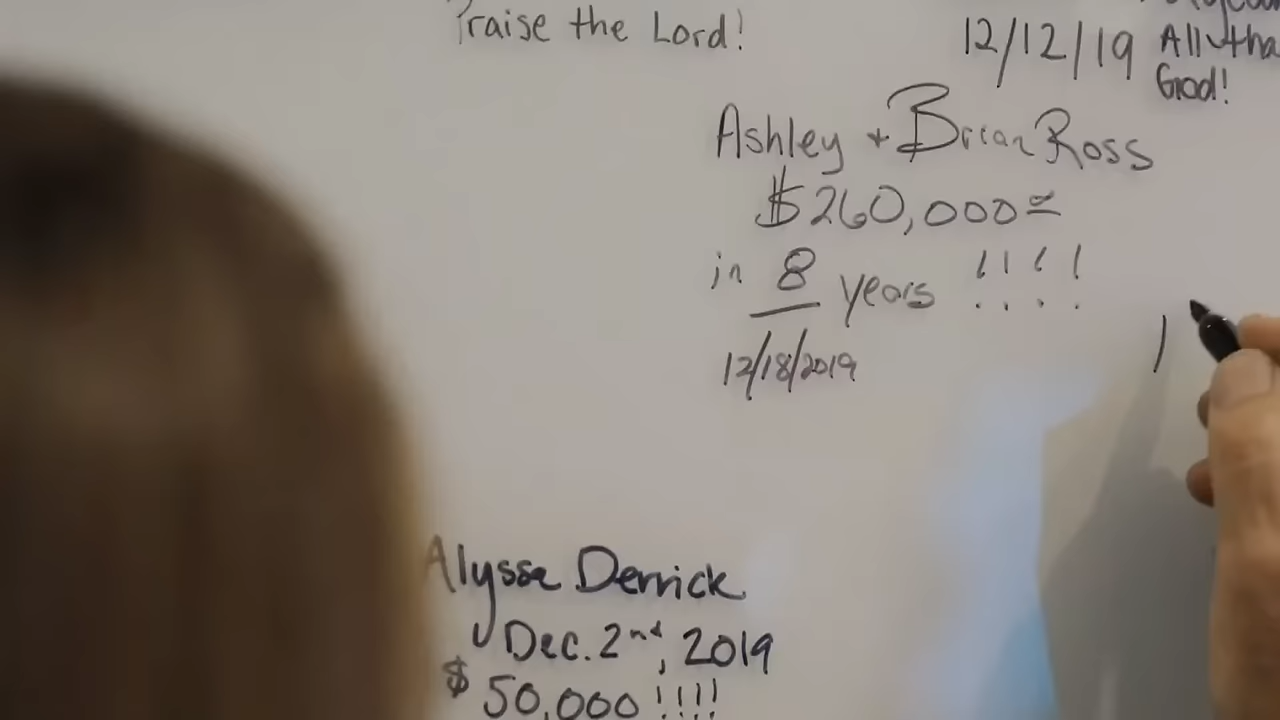 Praise the Lord!
12/12/19
All tha
God!
Ashley + Brian Ross
$260,000
in 8 years !!!!
12/18/2019
Alyssa Derrick
Dec. 2nd, 2019
$50,000 !!!!